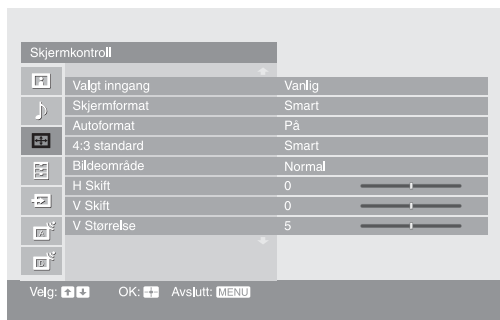 Skjermkontroll
Valgt inngang Vanlig
Skjermformat Smart
Autoformat På
4:3 standard Smart
Bildeområde Normal
H Skift 0
V Skift 0
V Størrelse 5
Velg: OK: Avslutt: MENU